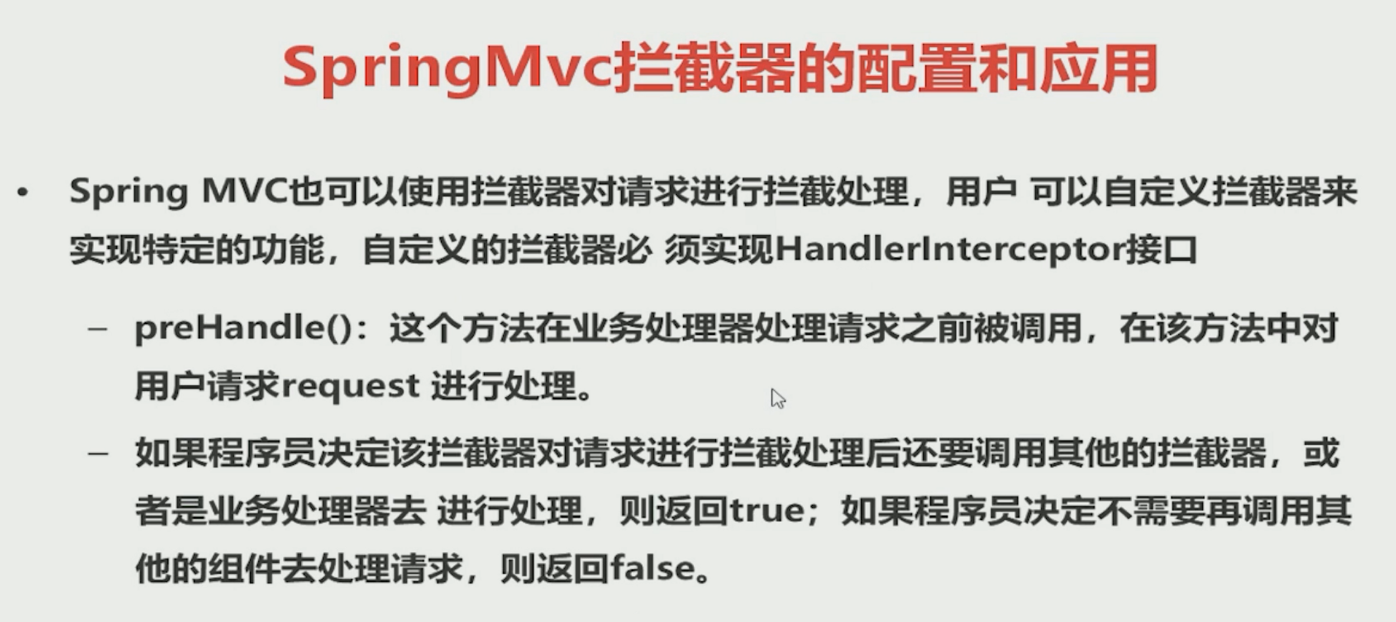 SpringMvc拦截器的配置和应用
• Spring MVC也可以使用拦截器对请求进行拦截处理，用户 可以自定义拦截器来
实现特定的功能，自定义的拦截器必 须实现HandlerInterceptor接口
– preHandle()：这个方法在业务处理器处理请求之前被调用，在该方法中对
用户请求request 进行处理。
– 如果程序员决定该拦截器对请求进行拦截处理后还要调用其他的拦截器，或
者是业务处理器去 进行处理，则返回true；如果程序员决定不需要再调用其
他的组件去处理请求，则返回false。